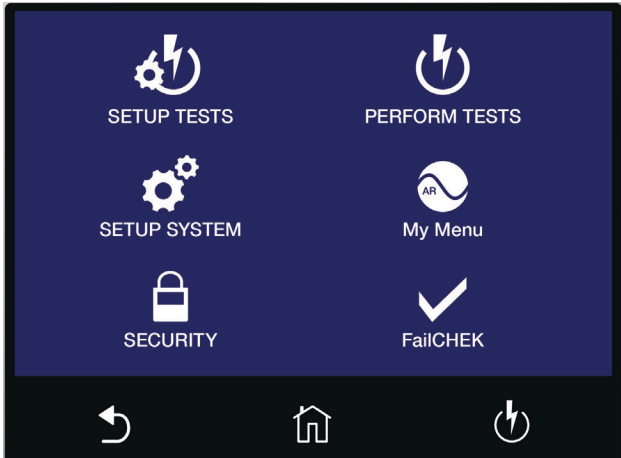 SETUP TESTS
PERFORM TESTS
SETUP SYSTEM
AR
My Menu
SECURITY
FailCHEK